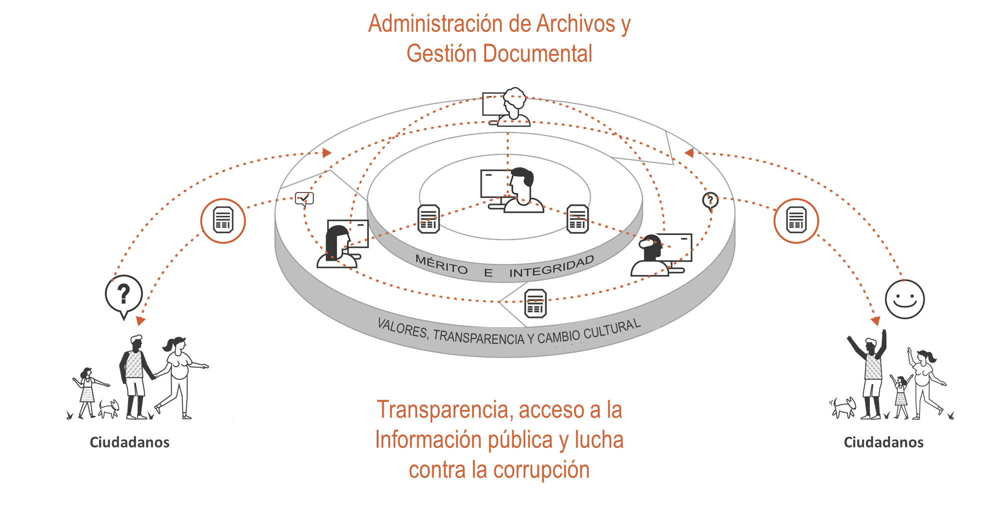 Administración de Archivos y
Gestión Documental
?
?
MÉRITO E INTEGRIDAD
VALORES, TRANSPARENCIA Y CAMBIO CULTURAL
Transparencia, acceso a la
Información pública y lucha
contra la corrupción
Ciudadanos
Ciudadanos